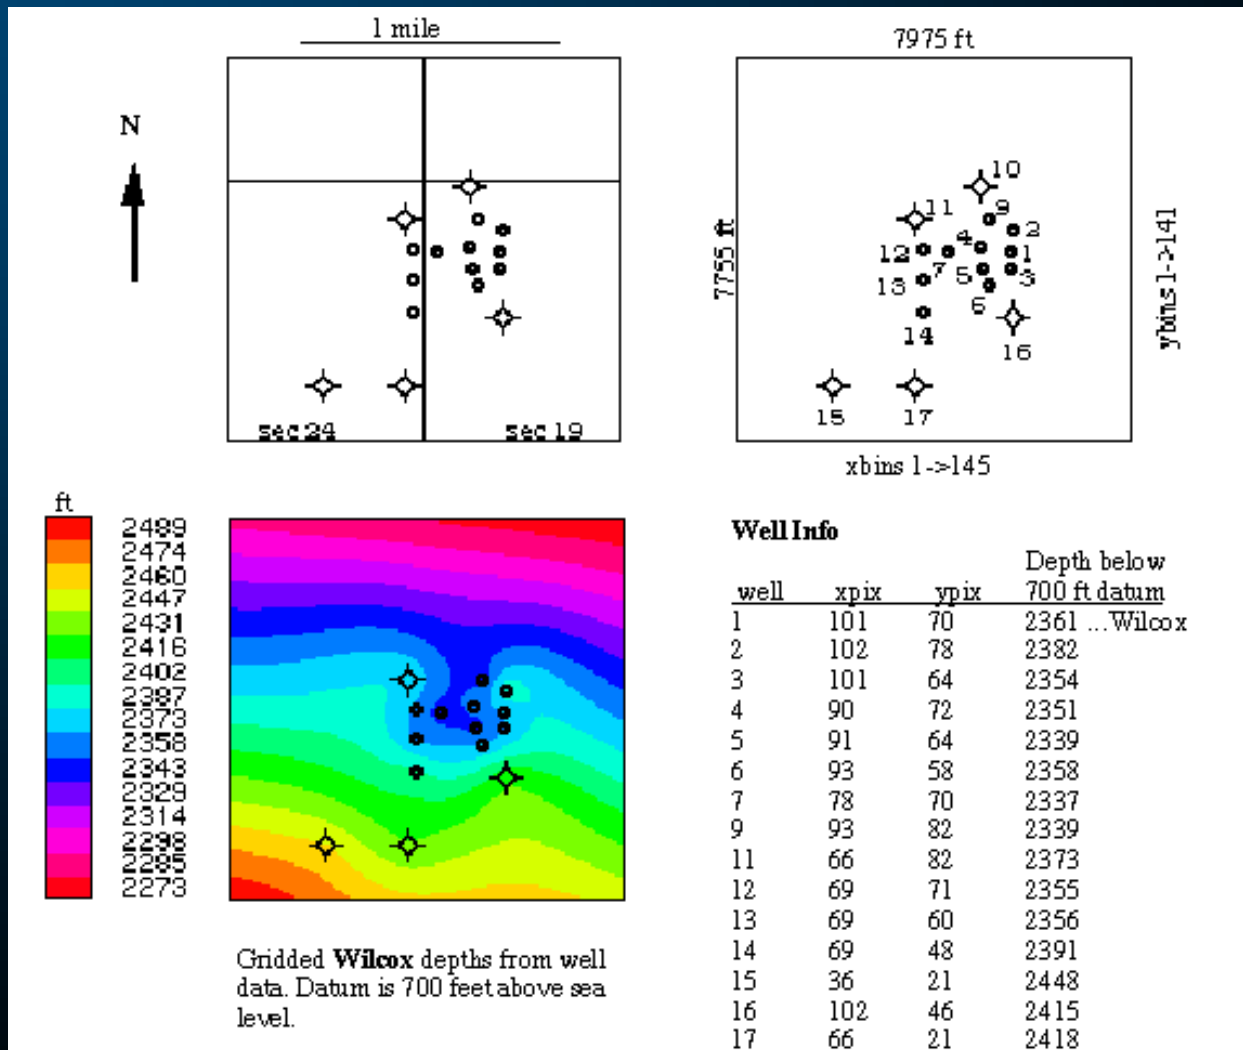 1 mile
N
sec 24
sec 19
7975 ft
7755 ft
10
11
9
2
4
12
1
7
5
3
13
6
14
16
15
17
ybins 1->141
xbins 1->145
ft
2489
2474
2460
2447
2431
2416
2402
2387
2373
2358
2343
2329
2314
2298
2285
2273
Gridded Wilcox depths from well
data. Datum is 700 feet above sea
level.
Well Info
Depth below
well xpix ypix 700 ft datum
1 101 70 2361 ...Wilcox
2 102 78 2382
3 101 64 2354
4 90 72 2351
5 91 64 2339
6 93 58 2358
7 78 70 2337
9 93 82 2339
11 66 82 2373
12 69 71 2355
13 69 60 2356
14 69 48 2391
15 36 21 2448
16 102 46 2415
17 66 21 2418